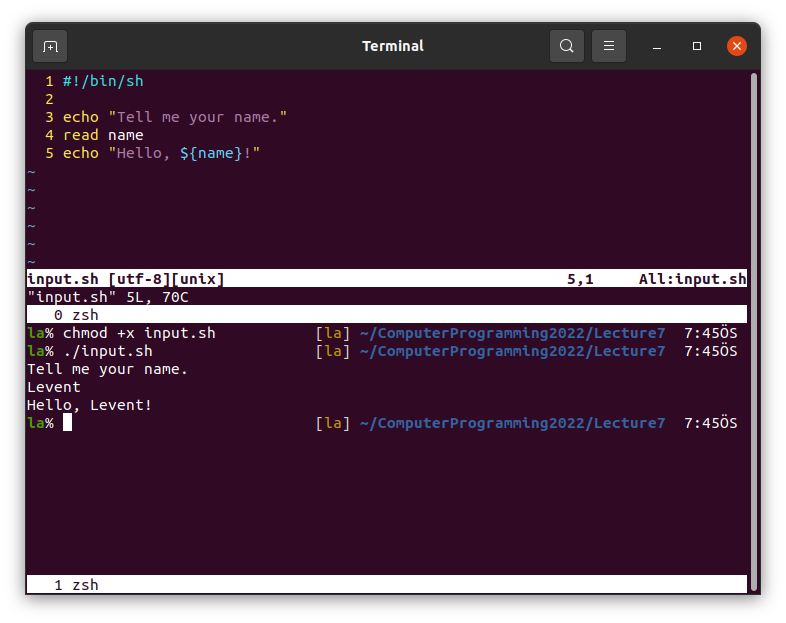 Terminal
1 #!/bin/sh
2
3 echo "Tell me your name."
4 read name
5 echo "Hello, ${name}!"
~
~
~
~
~
~
input.sh [utf-8][unix] 5,1 All:input.sh
"input.sh" 5L, 70C
0 zsh
la% chmod +x input.sh [la] ~/ComputerProgramming2022/Lecture7 7:45ÖS
la% ./input.sh [la] ~/ComputerProgramming2022/Lecture7 7:45ÖS
Tell me your name.
Levent
Hello, Levent!
la% [la] ~/ComputerProgramming2022/Lecture7 7:45ÖS
1 zsh